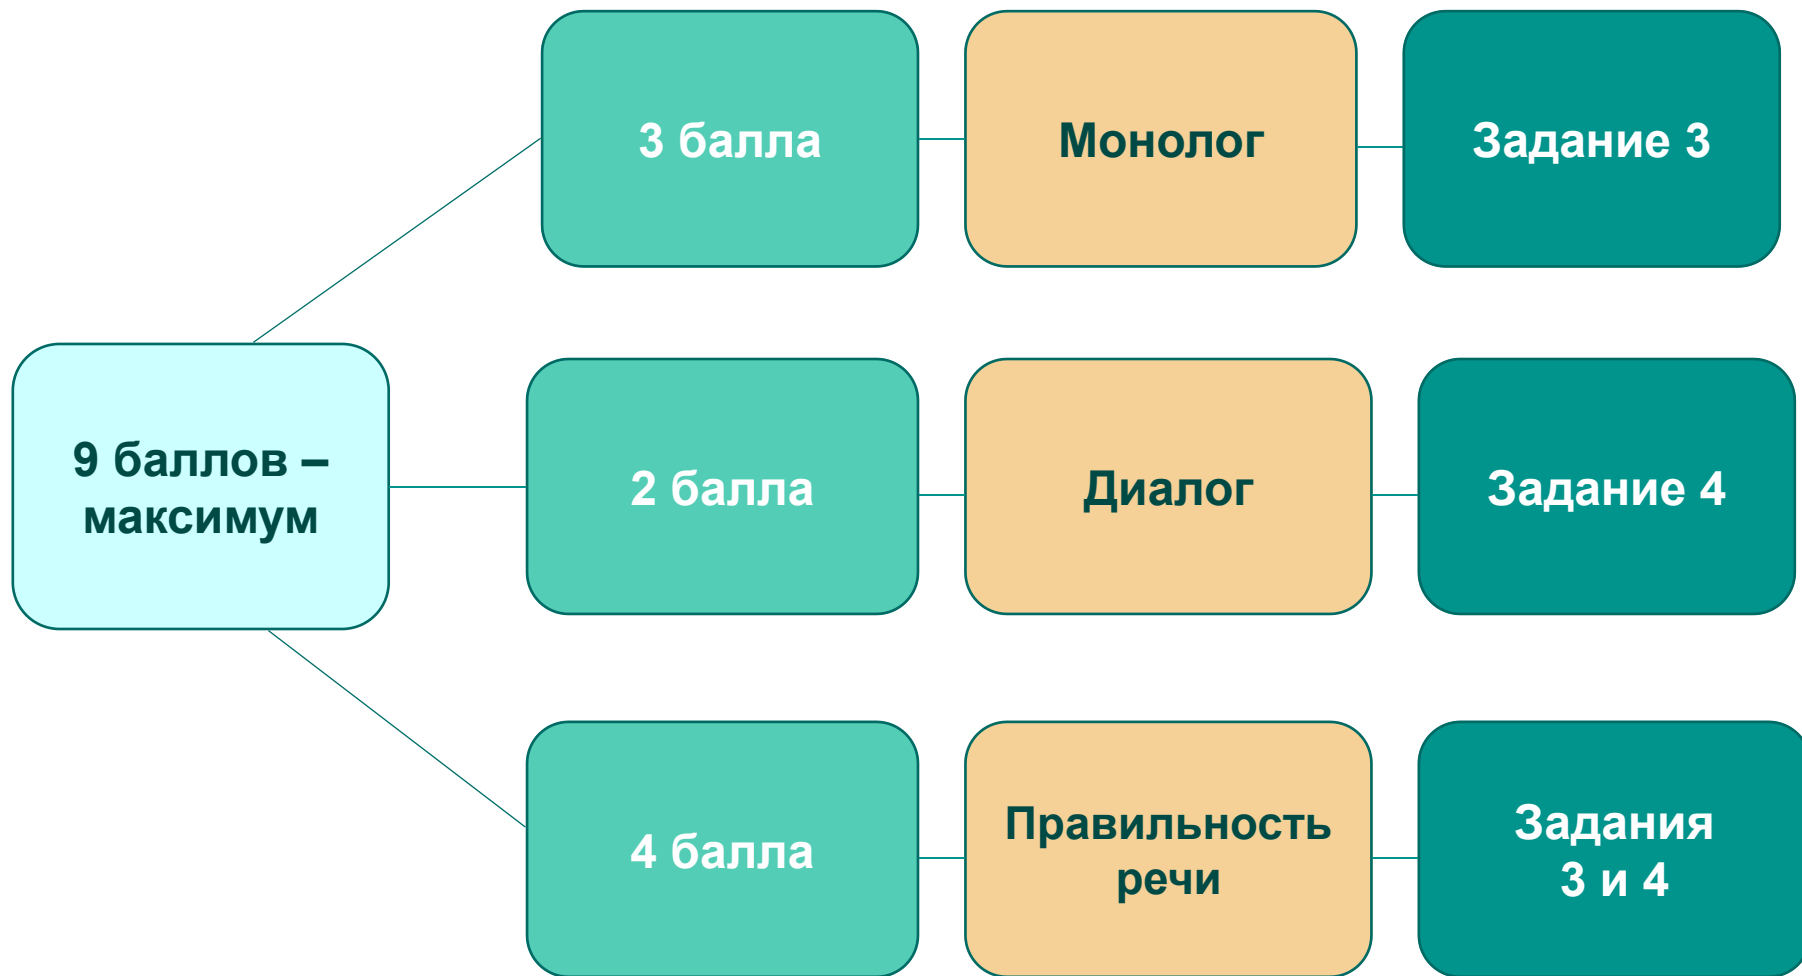 3 балла
Монолог
Задание 3
9 баллов –
максимум
2 балла
Диалог
Задание 4
4 балла
Правильность
речи
Задания
3 и 4